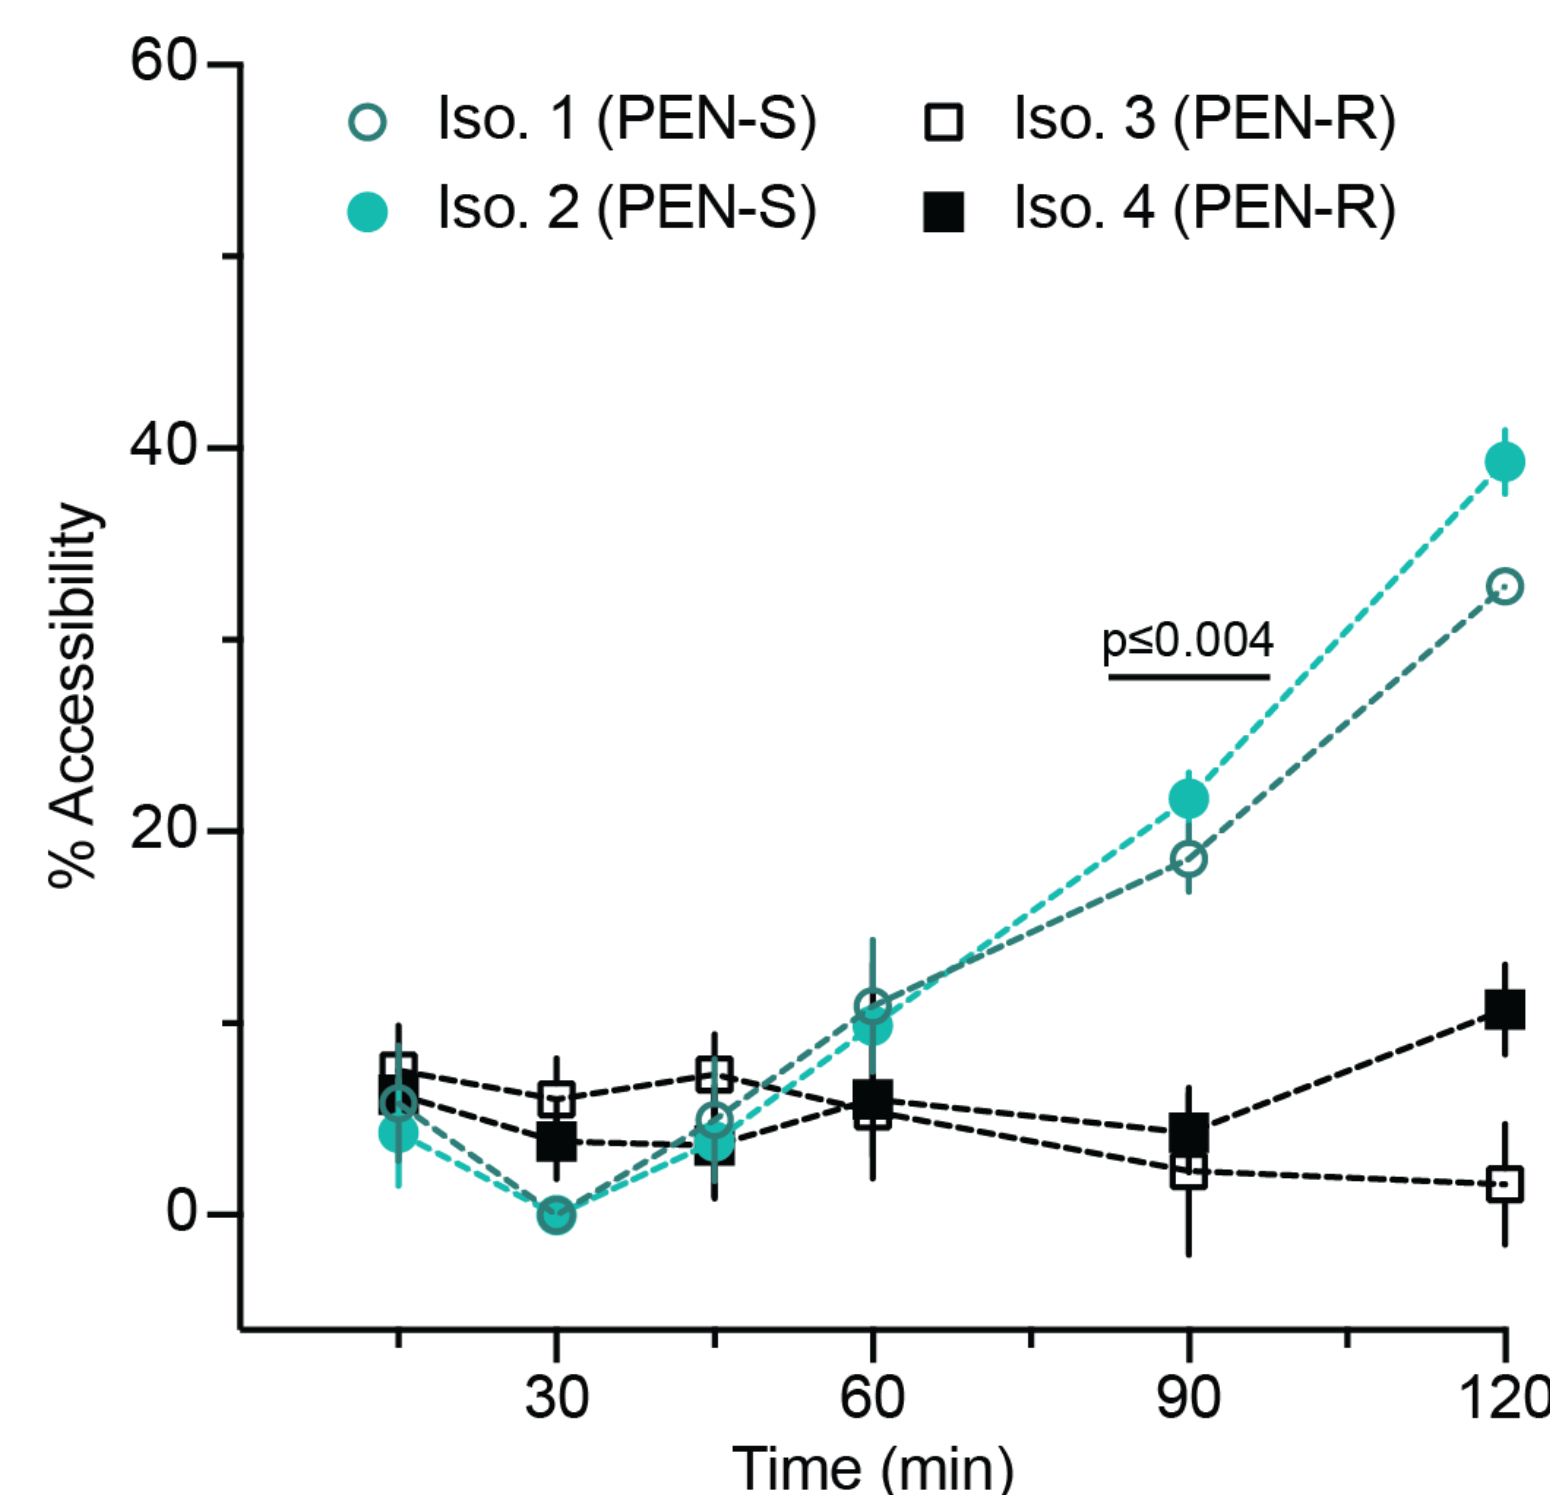 60
Iso. 1 (PEN-S)
Iso. 3 (PEN-R)
Iso. 2 (PEN-S)
Iso. 4 (PEN-R)
40
% Accessibility
p≤0.004
20
0
30
60
90
120
Time (min)